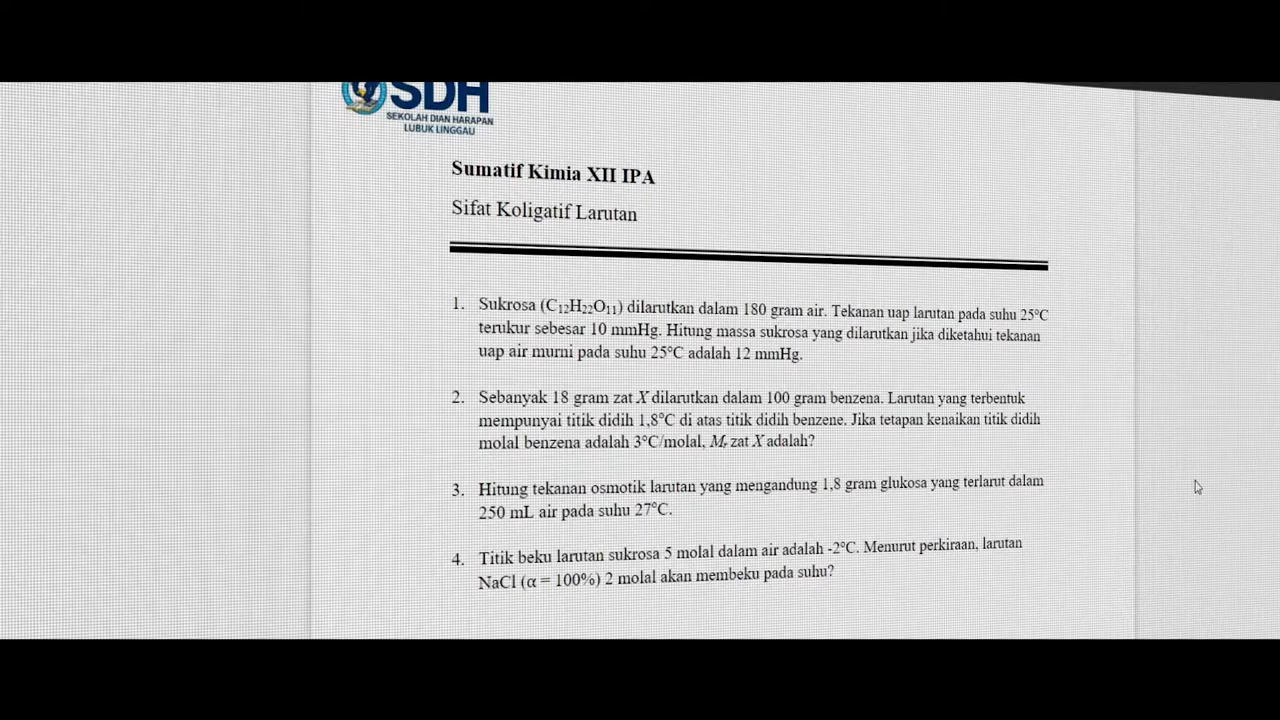 SDH
SEKOLAH DIAN HARAPAN
LUBUK LINGGAU
Sumatif Kimia XII IPA
Sifat Koligatif Larutan
1. Sukrosa (C₁₂H₂₂O₁₁) dilarutkan dalam 180 gram air. Tekanan uap larutan pada suhu 25°C
terukur sebesar 10 mmHg. Hitung massa sukrosa yang dilarutkan jika diketahui tekanan
uap air murni pada suhu 25°C adalah 12 mmHg.
2. Sebanyak 18 gram zat X dilarutkan dalam 100 gram benzena. Larutan yang terbentuk
mempunyai titik didih 1,8°C di atas titik didih benzene. Jika tetapan kenaikan titik didih
molal benzena adalah 3°C/molal, Mᵣ zat X adalah?
3. Hitung tekanan osmotik larutan yang mengandung 1,8 gram glukosa yang terlarut dalam
250 mL air pada suhu 27°C.
4. Titik beku larutan sukrosa 5 molal dalam air adalah -2°C. Menurut perkiraan, larutan
NaCl (α = 100%) 2 molal akan membeku pada suhu?